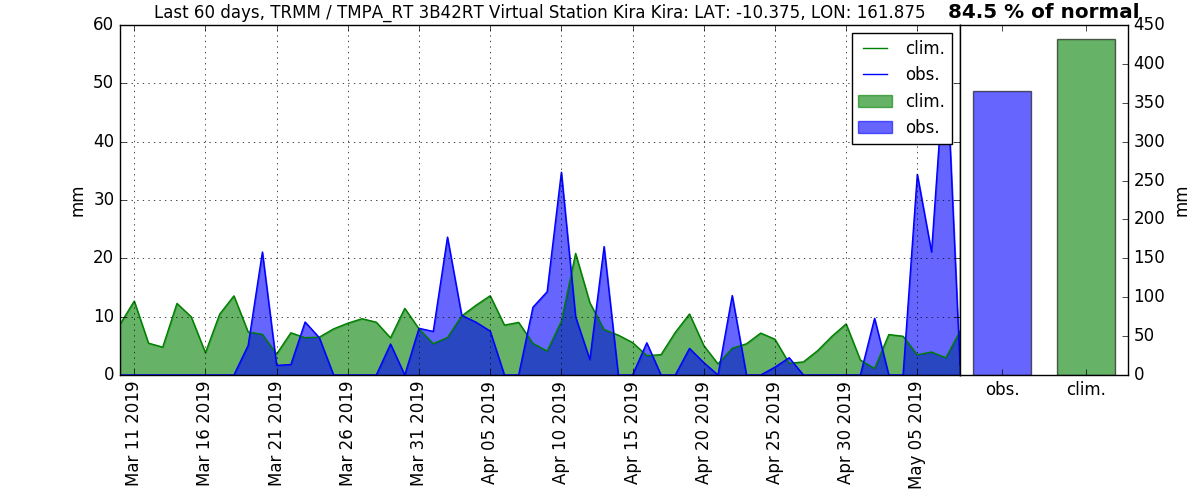 Last 60 days, TRMM / TMPA_RT 3B42RT Virtual Station Kira Kira: LAT: -10.375, LON: 161.875
84.5 % of normal
60
50
40
30
20
10
0
mm
clim.
obs.
clim.
obs.
450
400
350
300
250
200
150
100
50
0
mm
Mar 11 2019
Mar 16 2019
Mar 21 2019
Mar 26 2019
Mar 31 2019
Apr 05 2019
Apr 10 2019
Apr 15 2019
Apr 20 2019
Apr 25 2019
Apr 30 2019
May 05 2019
obs.
clim.